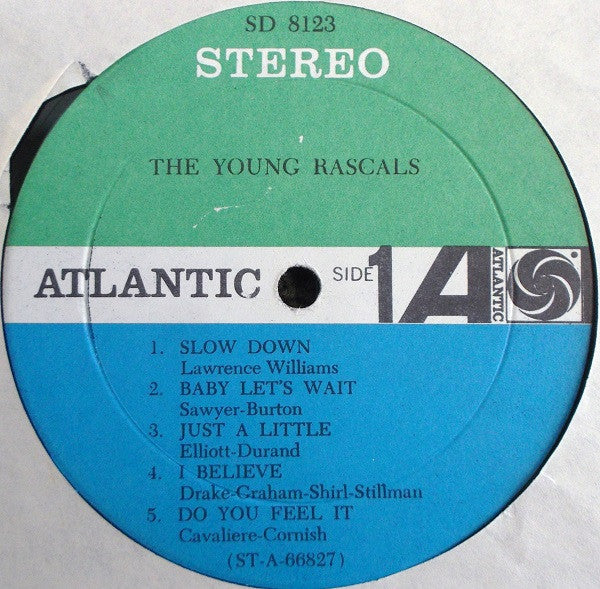 SD 8123
STEREO
THE YOUNG RASCALS
ATLANTIC SIDE 1 A ATLANTIC
1. SLOW DOWN
Lawrence Williams
2. BABY LET'S WAIT
Sawyer-Burton
3. JUST A LITTLE
Elliott-Durand
4. I BELIEVE
Drake-Graham-Shirl-Stillman
5. DO YOU FEEL IT
Cavaliere-Cornish
(ST-A-66827)